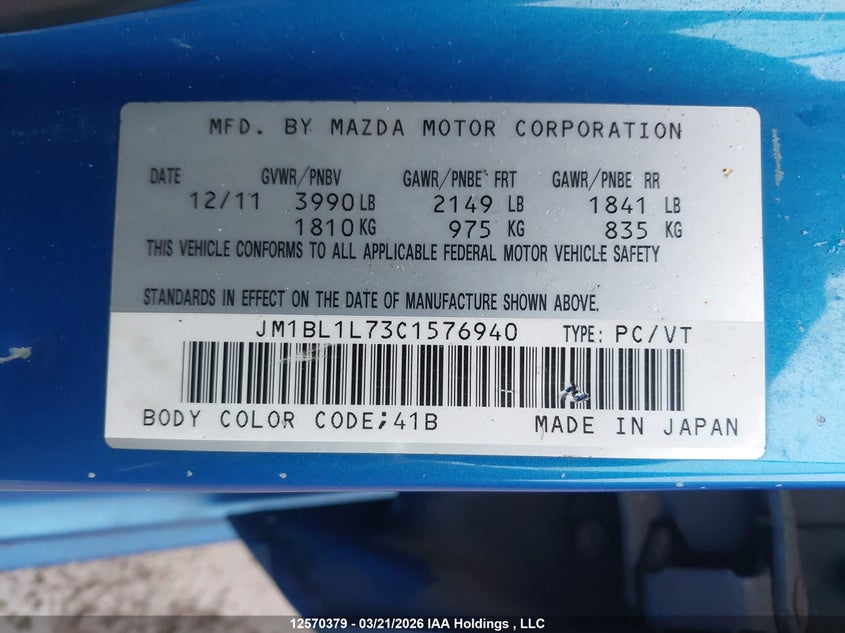 MFD. BY MAZDA MOTOR CORPORATION
DATE GVWR/PNBV GAWR/PNBE FRT GAWR/PNBE RR
12/11 3990 LB 2149 LB 1841 LB
1810 KG 975 KG 835 KG
THIS VEHICLE CONFORMS TO ALL APPLICABLE FEDERAL MOTOR VEHICLE SAFETY
STANDARDS IN EFFECT ON THE DATE OF MANUFACTURE SHOWN ABOVE.
JM1BL1L73C1576940 TYPE: PC/VT
BODY COLOR CODE;41B MADE IN JAPAN
12570379 - 03/21/2026 IAA Holdings , LLC